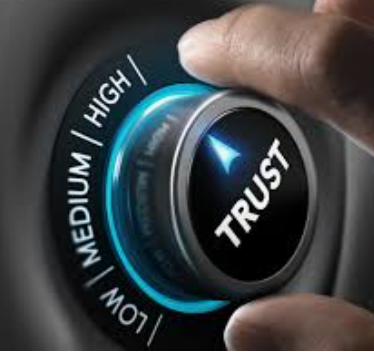 LOW | MEDIUM | HIGH |
TRUST